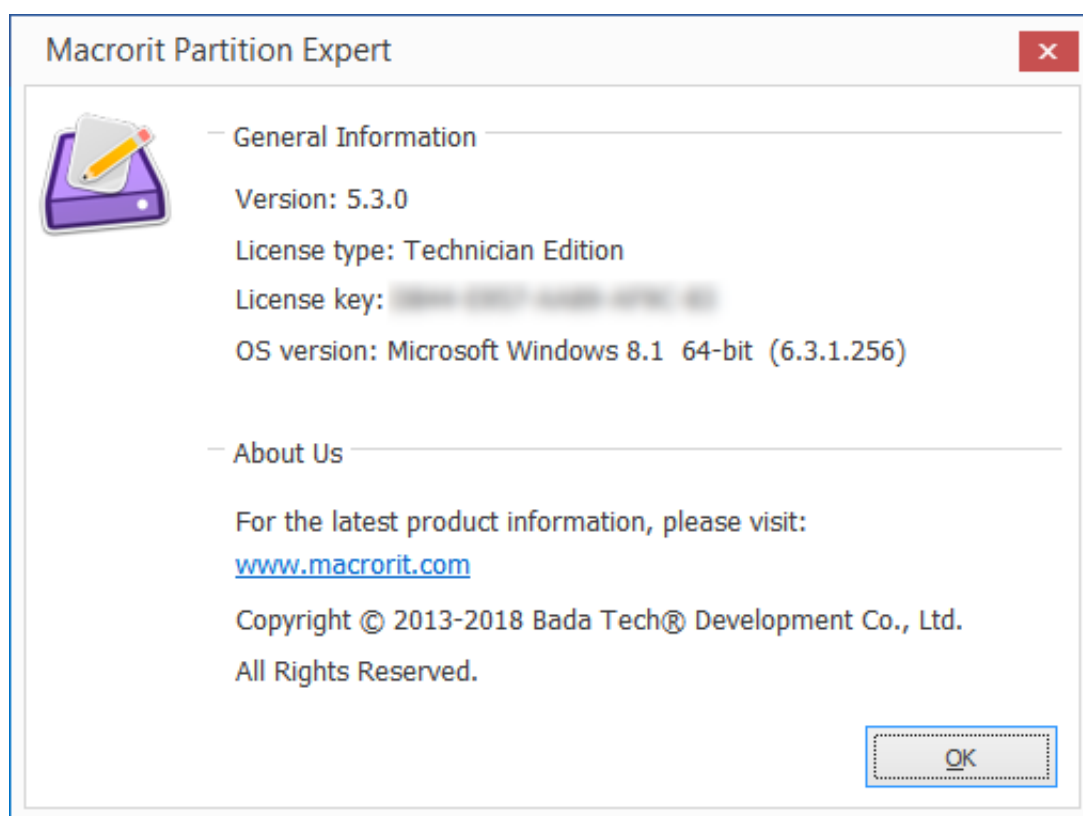 Macrorit Partition Expert
General Information
Version: 5.3.0
License type: Technician Edition
License key:
OS version: Microsoft Windows 8.1  64-bit  (6.3.1.256)
About Us
For the latest product information, please visit:
www.macrorit.com
Copyright © 2013-2018 Bada Tech® Development Co., Ltd.
All Rights Reserved.
OK